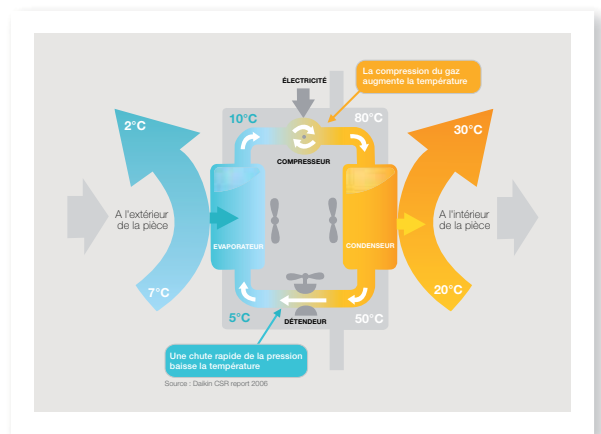 La compression du gaz
augmente la température
ÉLECTRICITÉ
2°C
10°C
80°C
30°C
COMPRESSEUR
A l'extérieur
de la pièce
A l'intérieur
de la pièce
EVAPORATEUR
CONDENSEUR
7°C
20°C
5°C
DÉTENDEUR
50°C
Une chute rapide de la pression
baisse la température
Source : Daikin CSR report 2006